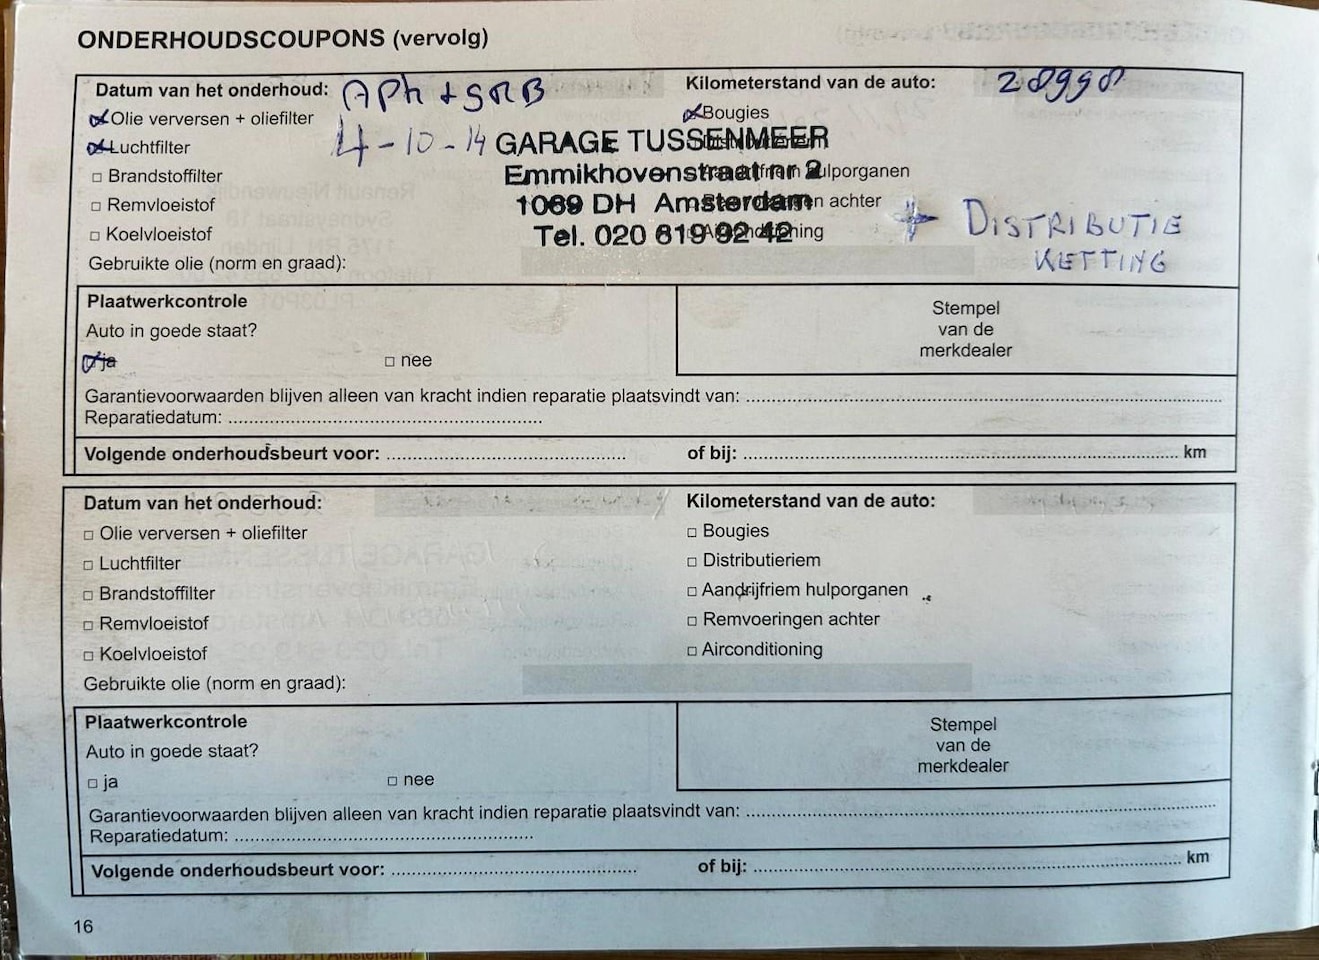 ONDERHOUDSCOUPONS (vervolg)
Datum van het onderhoud: APK + GRB Kilometerstand van de auto: 28998
Olie verversen + oliefilter Bougies
4-10-14 GARAGE TUSSENMEER
Luchtfilter
Emmikhovenstraat nr 2 hulporganen
Brandstoffilter
1069 DH Amsterdam achter
Remvloeistof
Tel. 020 619 92 42
Koelvloeistof
+ DISTRIBUTIE
KETTING
Gebruikte olie (norm en graad):
Plaatwerkcontrole
Auto in goede staat?
ja nee
Stempel
van de
merkdealer
Garantievoorwaarden blijven alleen van kracht indien reparatie plaatsvindt van:
Reparatiedatum:
Volgende onderhoudsbeurt voor: of bij: km
Datum van het onderhoud: Kilometerstand van de auto:
Olie verversen + oliefilter Bougies
Luchtfilter Distributieriem
Brandstoffilter Aandrijfriem hulporganen
Remvloeistof Remvoeringen achter
Koelvloeistof Airconditioning
Gebruikte olie (norm en graad):
Plaatwerkcontrole
Auto in goede staat?
ja nee
Stempel
van de
merkdealer
Garantievoorwaarden blijven alleen van kracht indien reparatie plaatsvindt van:
Reparatiedatum:
Volgende onderhoudsbeurt voor: of bij: km
16